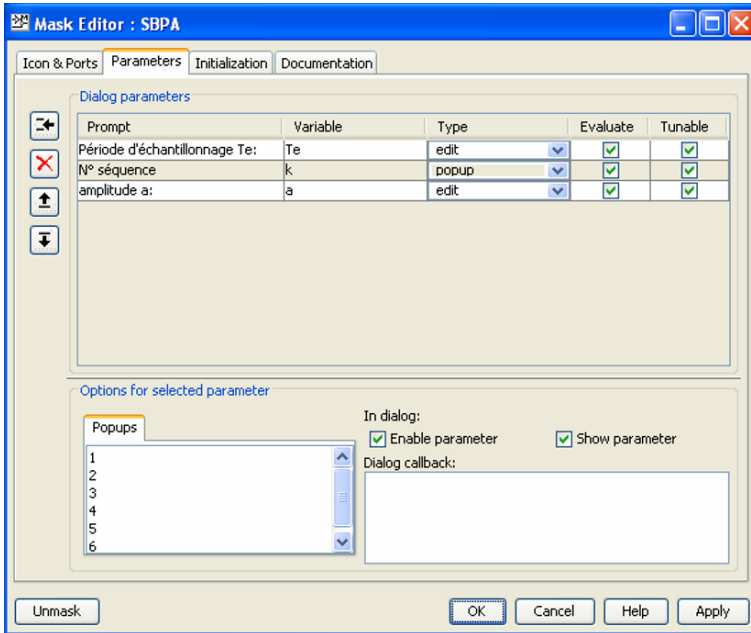 Mask Editor : SBPA
Icon & Ports Parameters Initialization Documentation
Dialog parameters
Prompt Variable Type Evaluate Tunable
Période d'échantillonnage Te: Te edit
N° séquence k popup
amplitude a: a edit
Options for selected parameter
Popups
1
2
3
4
5
6
In dialog:
Enable parameter Show parameter
Dialog callback:
Unmask OK Cancel Help Apply